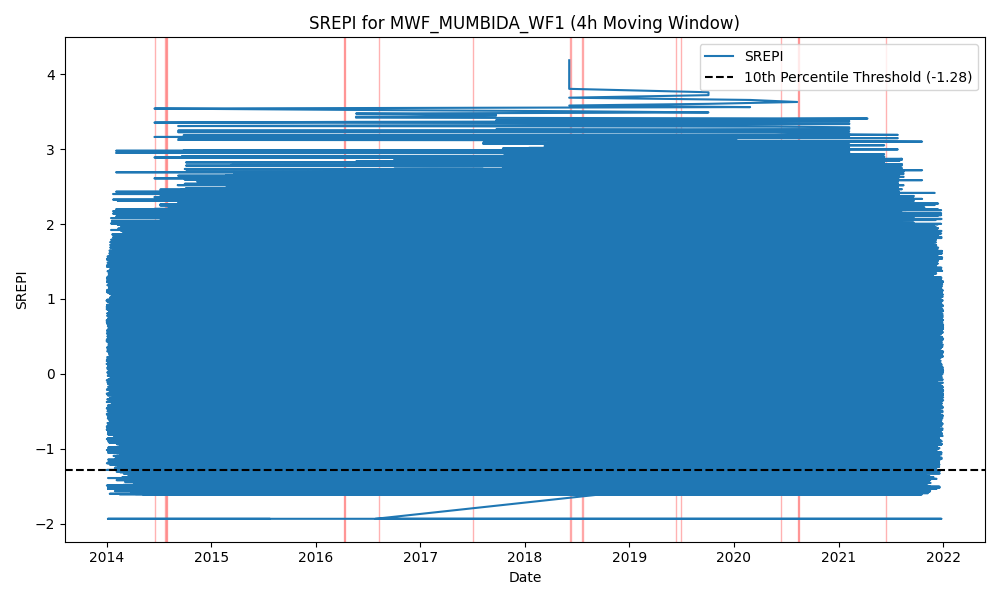 SREPI for MWF_MUMBIDA_WF1 (4h Moving Window)
SREPI
10th Percentile Threshold (-1.28)
4
3
2
1
0
−1
−2
SREPI
2014 2015 2016 2017 2018 2019 2020 2021 2022
Date